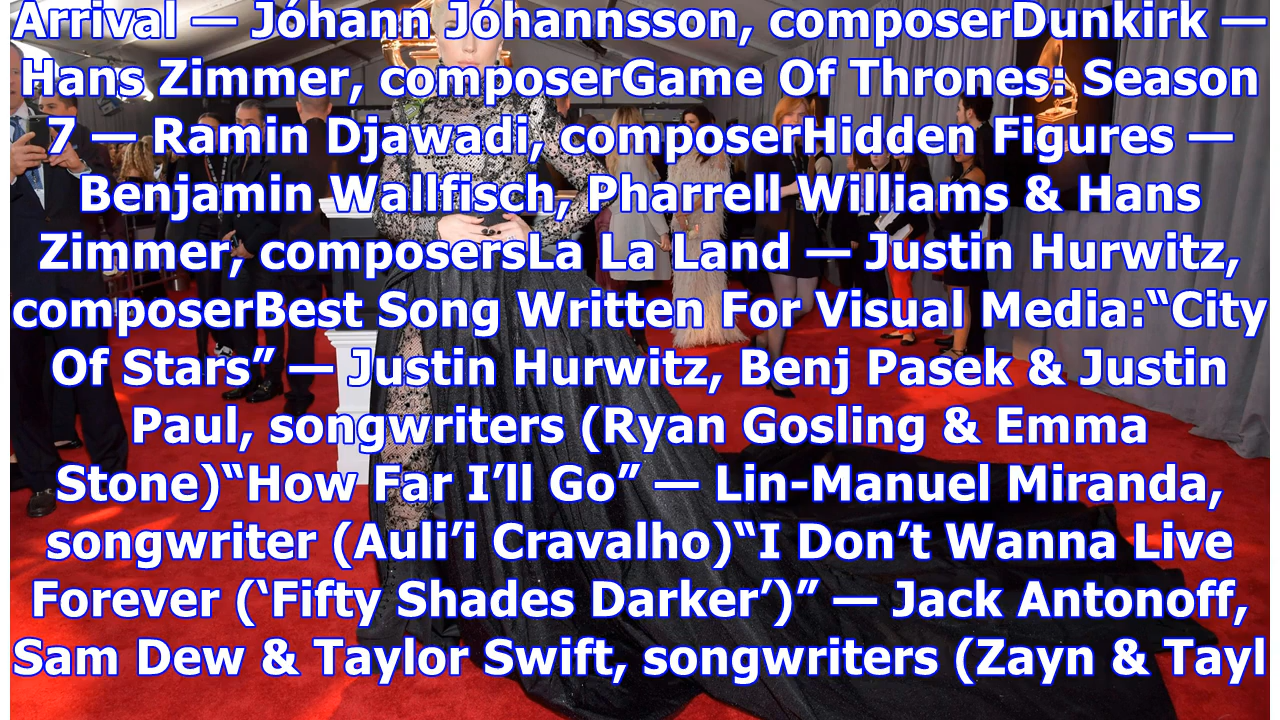 Arrival — Jóhann Jóhannsson, composerDunkirk —
Hans Zimmer, composerGame Of Thrones: Season
7 — Ramin Djawadi, composerHidden Figures —
Benjamin Wallfisch, Pharrell Williams & Hans
Zimmer, composersLa La Land — Justin Hurwitz,
composerBest Song Written For Visual Media:“City
Of Stars” — Justin Hurwitz, Benj Pasek & Justin
Paul, songwriters (Ryan Gosling & Emma
Stone)“How Far I’ll Go” — Lin-Manuel Miranda,
songwriter (Auli’i Cravalho)“I Don’t Wanna Live
Forever (‘Fifty Shades Darker’)” — Jack Antonoff,
Sam Dew & Taylor Swift, songwriters (Zayn & Tayl